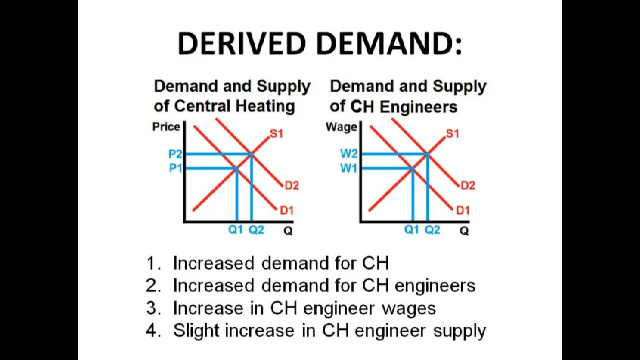 DERIVED DEMAND:
Demand and Supply of Central Heating
Demand and Supply of CH Engineers
Price
S1
P2
P1
D2
D1
Q1 Q2 Q
Wage
S1
W2
W1
D2
D1
Q1 Q2 Q
1. Increased demand for CH
2. Increased demand for CH engineers
3. Increase in CH engineer wages
4. Slight increase in CH engineer supply